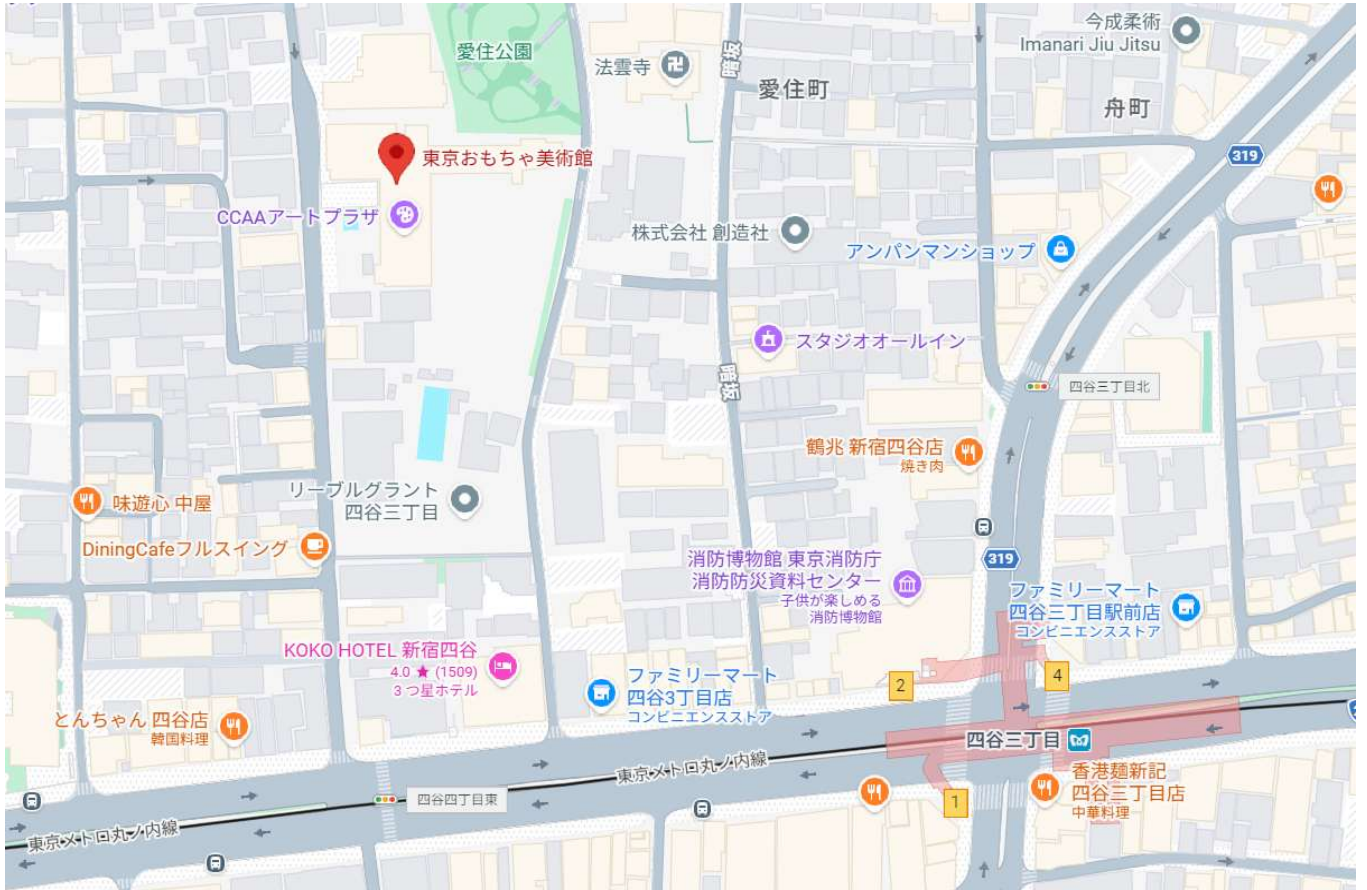 今成柔術
Imanari Jiu Jitsu
愛住公園
法雲寺
暗坂
愛住町
舟町
東京おもちゃ美術館
319
CCAAアートプラザ
株式会社 創造社
アンパンマンショップ
スタジオオールイン
暗坂
四谷三丁目北
鶴兆 新宿四谷店
焼き肉
リーブルグラント
四谷三丁目
味遊心 中屋
DiningCafeフルスイング
消防博物館 東京消防庁
消防防災資料センター
子供が楽しめる
消防博物館
319
ファミリーマート
四谷三丁目駅前店
コンビニエンスストア
KOKO HOTEL 新宿四谷
4.0 ★ (1509)
3 つ星ホテル
ファミリーマート
四谷3丁目店
コンビニエンスストア
2
4
とんちゃん 四谷店
韓国料理
四谷三丁目
東京メトロ丸ノ内線
香港麺新記
四谷三丁目店
中華料理
四谷四丁目東
1
東京メトロ丸ノ内線